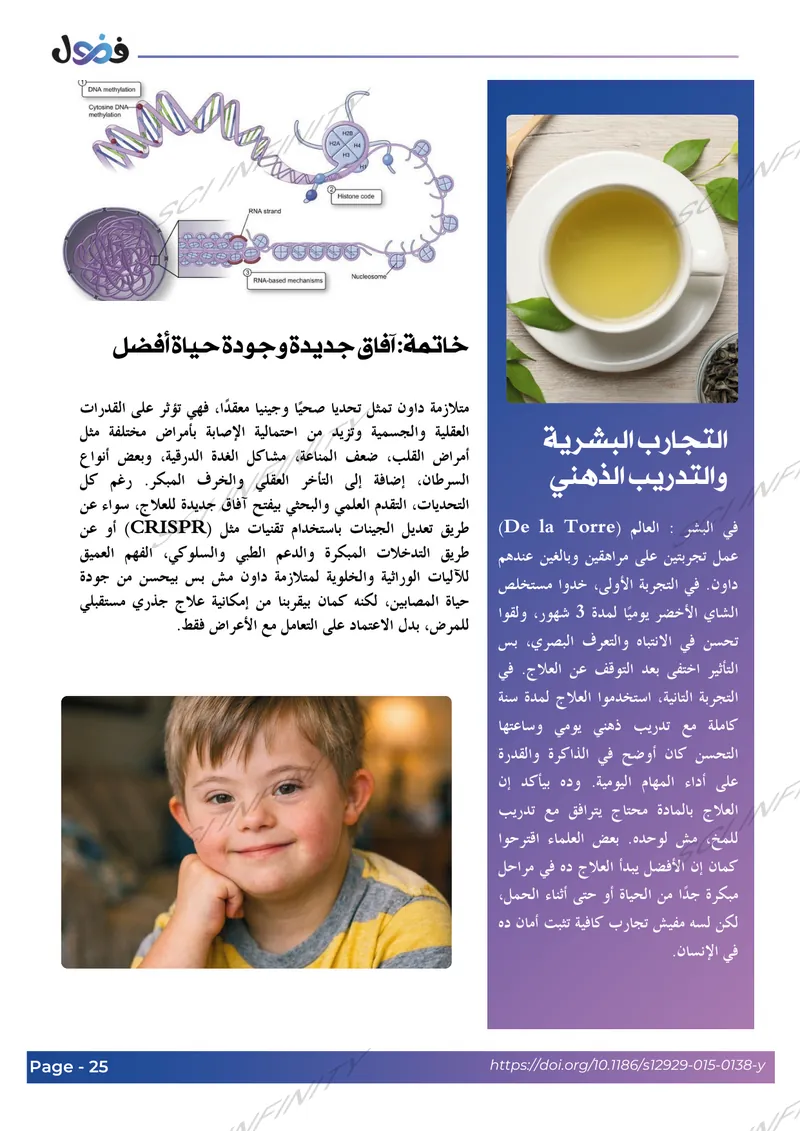 فضول
1
DNA methylation
Cytosine DNA
methylation
H2B
H2A
H4
H3
H1
2
Histone code
RNA strand
3
RNA-based mechanisms
Nucleosome
خاتمة: آفاق جديدة وجودة حياة أفضل
متلازمة داون تمثل تحديا صحيًا وجينيا معقدًا، فهي تؤثر على القدرات
العقلية والجسمية وتزيد من احتمالية الإصابة بأمراض مختلفة مثل
أمراض القلب، ضعف المناعة، مشاكل الغدة الدرقية، وبعض أنواع
السرطان، إضافة إلى التأخر العقلي والخرف المبكر. رغم كل
التحديات، التقدم العلمي والبحثي بيفتح آفاق جديدة للعلاج، سواء عن
طريق تعديل الجينات باستخدام تقنيات مثل (CRISPR) أو عن
طريق التدخلات المبكرة والدعم الطبي والسلوكي، الفهم العميق
للآليات الوراثية والخلوية لمتلازمة داون مش بس بيحسن من جودة
حياة المصابين، لكنه كمان بيقربنا من إمكانية علاج جذري مستقبلي
للمرض، بدل الاعتماد على التعامل مع الأعراض فقط.
التجارب البشرية
والتدريب الذهني
في البشر : العالم (De la Torre)
عمل تجربتين على مراهقين وبالغين عندهم
داون. في التجربة الأولى، خدوا مستخلص
الشاي الأخضر يوميًا لمدة 3 شهور، ولقوا
تحسن في الانتباه والتعرف البصري، بس
التأثير اختفى بعد التوقف عن العلاج. في
التجربة التانية، استخدموا العلاج لمدة سنة
كاملة مع تدريب ذهني يومي وساعتها
التحسن كان أوضح في الذاكرة والقدرة
على أداء المهام اليومية. وده بيأكد إن
العلاج بالمادة محتاج يترافق مع تدريب
للمخ، مش لوحده. بعض العلماء اقترحوا
كمان إن الأفضل يبدأ العلاج ده في مراحل
مبكرة جدًا من الحياة أو حتى أثناء الحمل،
لكن لسه مفيش تجارب كافية تثبت أمان ده
في الإنسان.
Page - 25
https://doi.org/10.1186/s12929-015-0138-y
SCI INFINITY